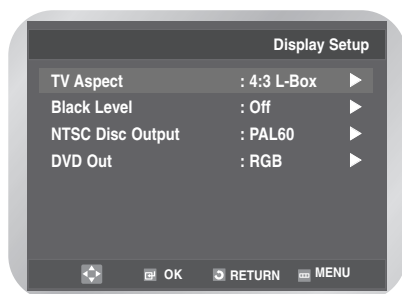 Display Setup
TV Aspect : 4:3 L-Box
Black Level : Off
NTSC Disc Output : PAL60
DVD Out : RGB
OK RETURN MENU